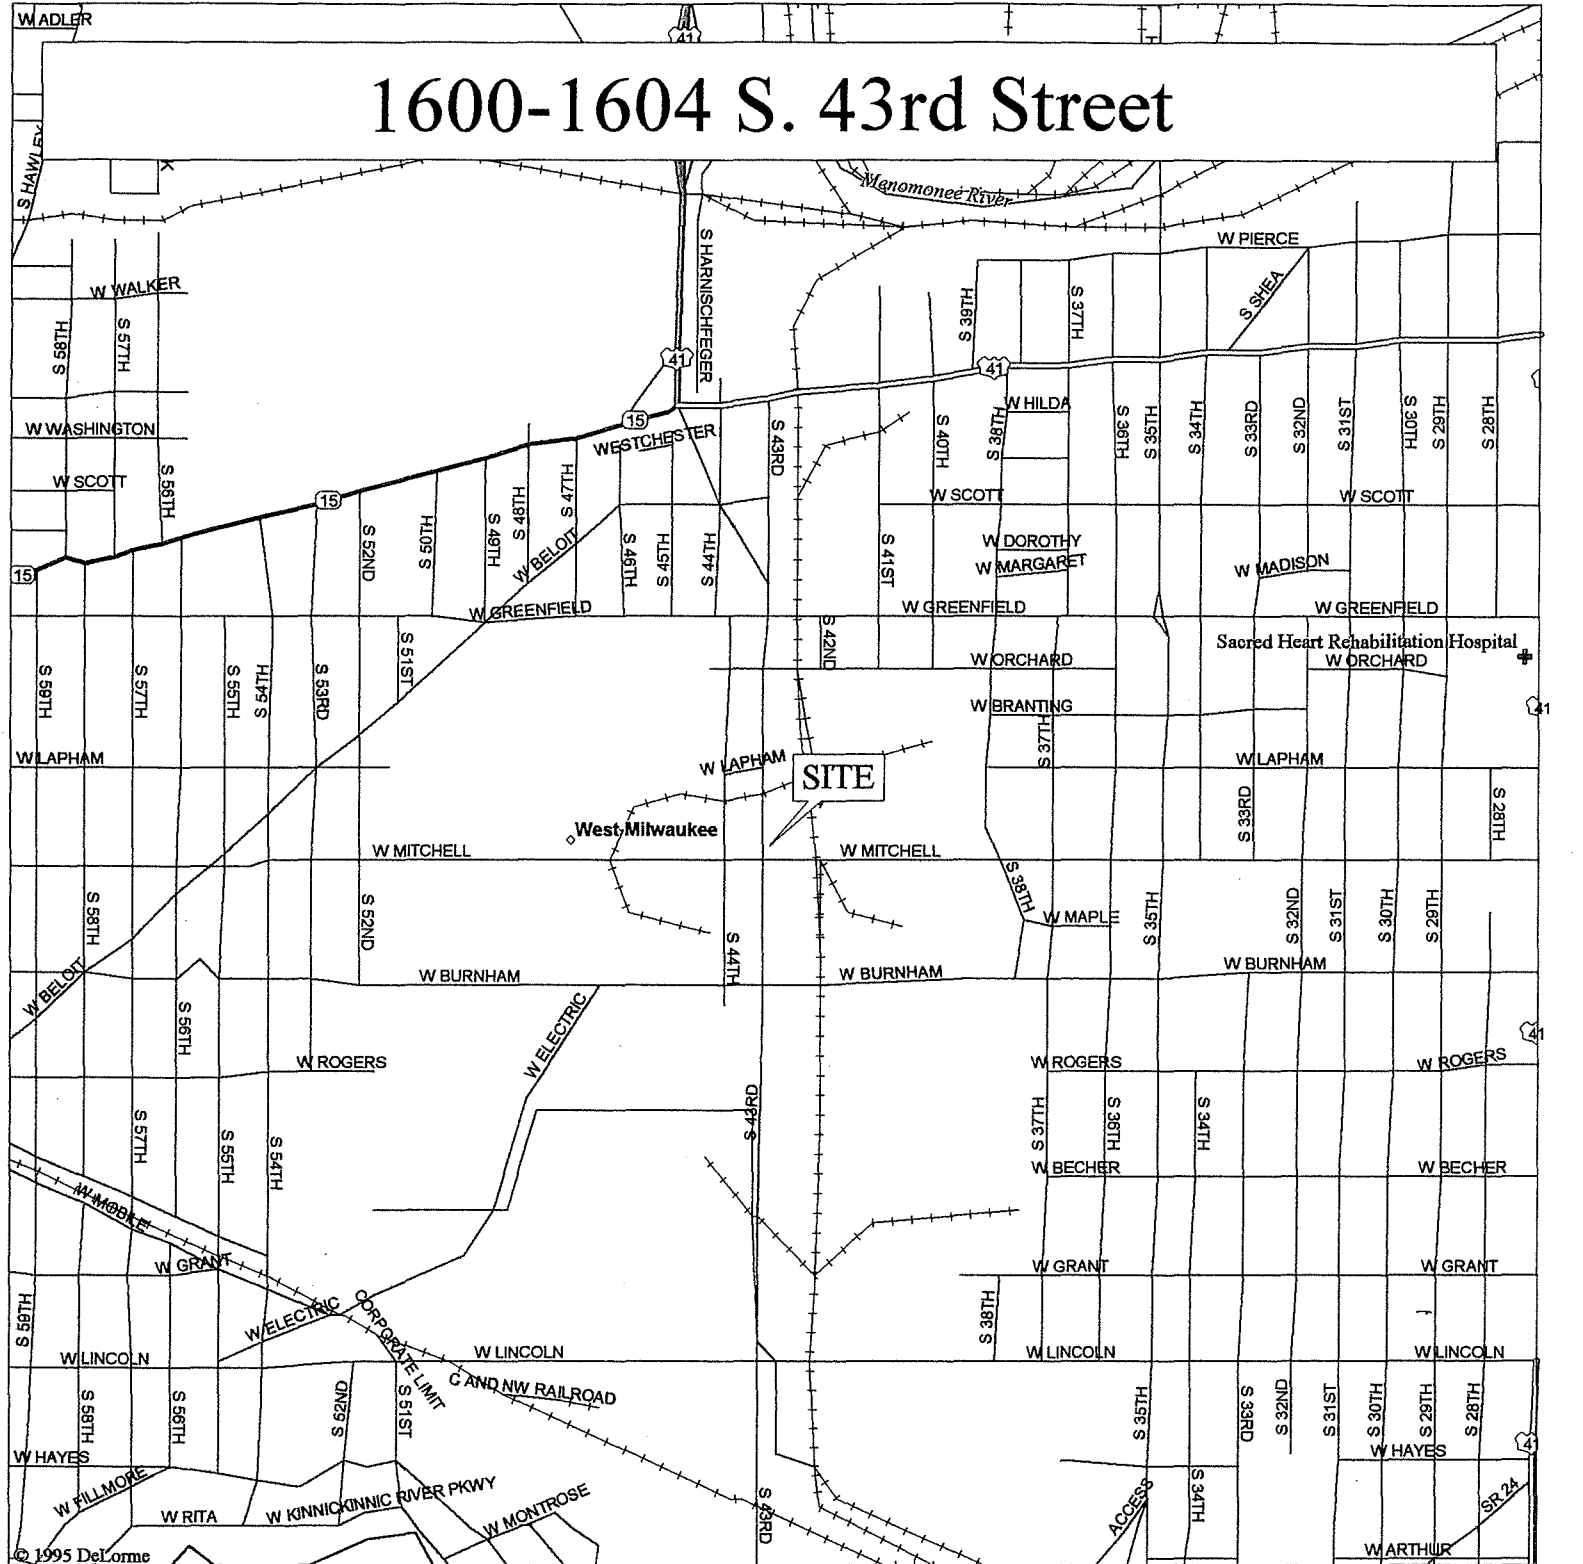 W ADLER
41
1600-1604 S. 43rd Street
S HAWLEY
K
Menomonee River
S HARNISCHFEGER
W PIERCE
S SHEA
W WALKER
S 58TH
S 57TH
S 39TH
S 37TH
41
41
W HILDA
15
WESTCHESTER
W WASHINGTON
S 43RD
S 40TH
S 38TH
S 36TH
S 35TH
S 34TH
S 33RD
S 32ND
S 31ST
S 30TH
S 29TH
S 28TH
W SCOTT
S 56TH
15
S 47TH
S 48TH
W SCOTT
W SCOTT
S 52ND
S 50TH
S 49TH
W BELOIT
S 46TH
S 45TH
S 44TH
S 41ST
W DOROTHY
W MARGARET
W MADISON
15
W GREENFIELD
W GREENFIELD
W GREENFIELD
S 51ST
S 42ND
Sacred Heart Rehabilitation Hospital
W ORCHARD
W ORCHARD
S 59TH
S 57TH
S 55TH
S 54TH
S 53RD
W BRANTING
41
S 37TH
W LAPHAM
W LAPHAM
W LAPHAM
SITE
S 33RD
S 28TH
West Milwaukee
W MITCHELL
W MITCHELL
S 38TH
S 58TH
S 52ND
W MAPLE
S 35TH
S 32ND
S 31ST
S 30TH
S 29TH
S 44TH
W BELOIT
W BURNHAM
W BURNHAM
W BURNHAM
S 56TH
W ELECTRIC
41
W ROGERS
W ROGERS
W ROGERS
S 43RD
S 57TH
S 55TH
S 54TH
S 37TH
S 36TH
S 34TH
W BECHER
W BECHER
W MOBILE
W GRANT
W GRANT
W GRANT
S 59TH
W ELECTRIC
CORPORATE LIMIT
S 38TH
W LINCOLN
W LINCOLN
W LINCOLN
W LINCOLN
C AND NW RAILROAD
S 58TH
S 56TH
S 52ND
S 51ST
S 35TH
S 33RD
S 32ND
S 31ST
S 30TH
S 29TH
S 28TH
W HAYES
W HAYES
41
W FILLMORE
W RITA
W KINNICKINNIC RIVER PKWY
W MONTROSE
S 43RD
ACCESS
S 34TH
SR 24
W ARTHUR
© 1995 DeLorme